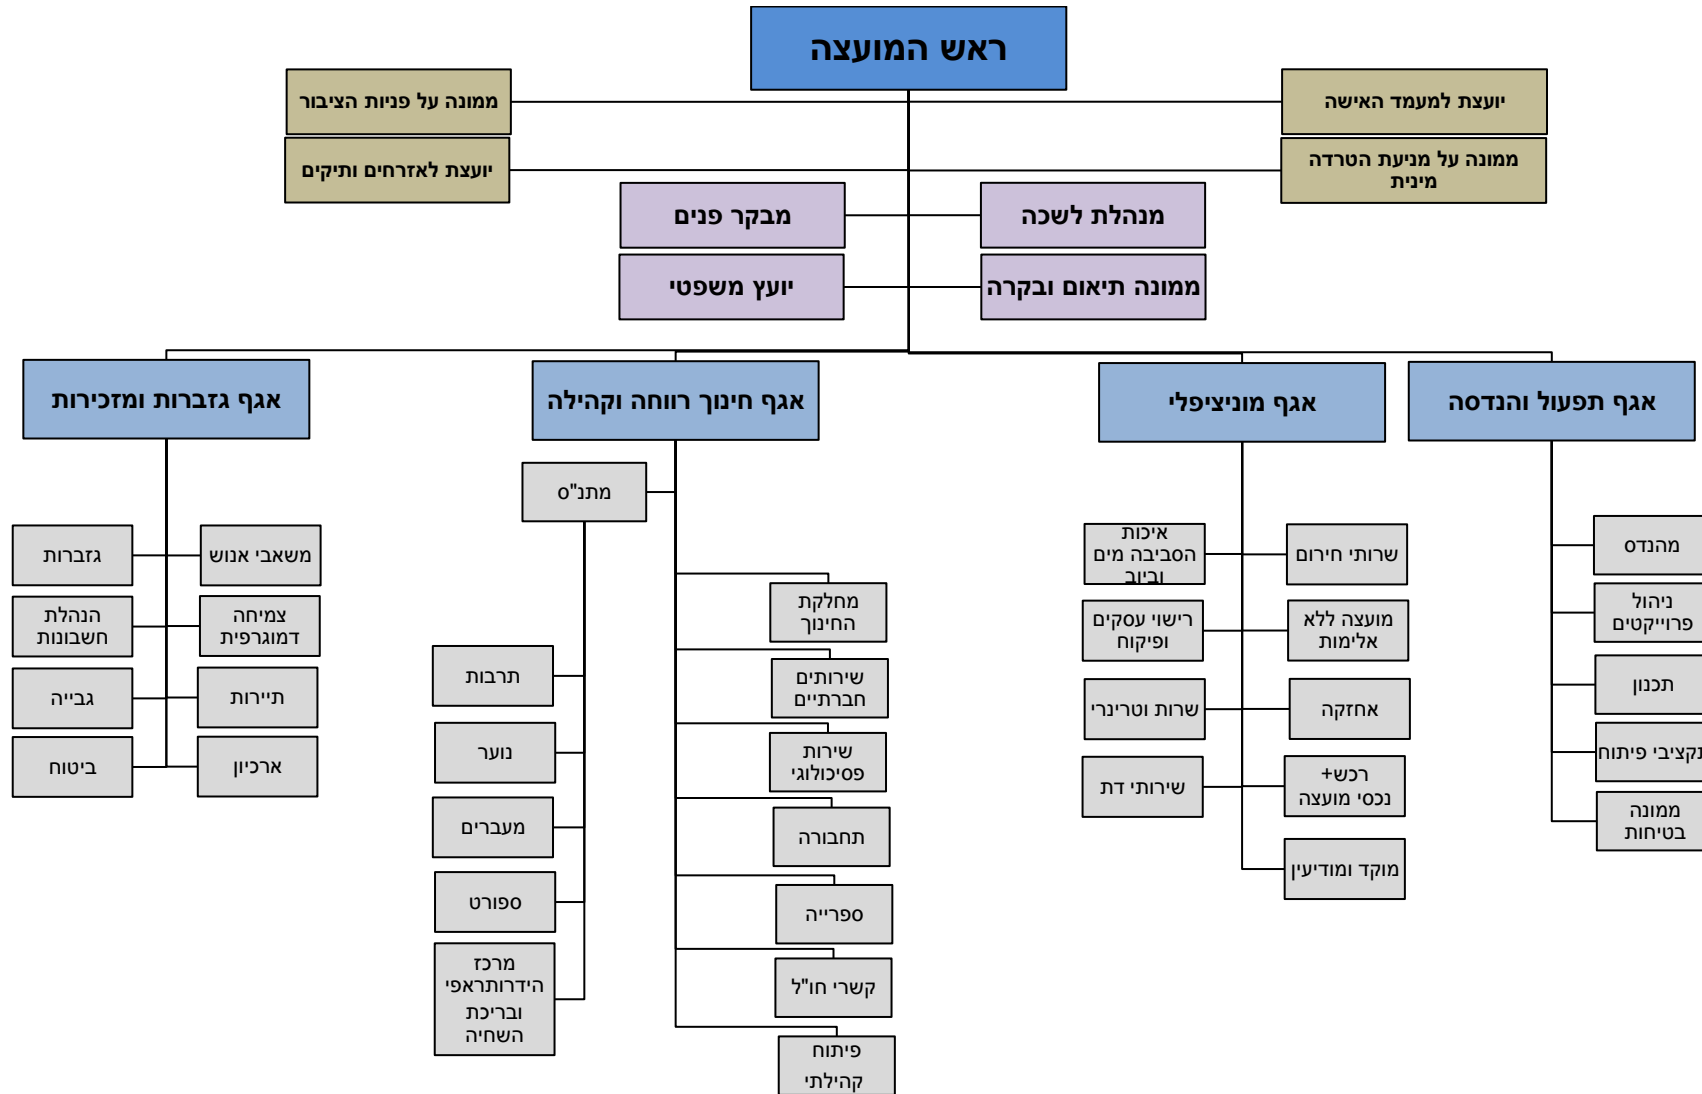 ראש המועצה
יועצת למעמד האישה
ממונה על פניות הציבור
ממונה על מניעת הטרדה
מינית
יועצת לאזרחים ותיקים
מנהלת לשכה
מבקר פנים
ממונה תיאום ובקרה
יועץ משפטי
אגף תפעול והנדסה
אגף מוניציפלי
אגף חינוך רווחה וקהילה
אגף גזברות ומזכירות
מהנדס
ניהול
פרוייקטים
תכנון
תקציבי פיתוח
ממונה
בטיחות
שרותי חירום
איכות
הסביבה מים
וביוב
מועצה ללא
אלימות
רישוי עסקים
ופיקוח
אחזקה
שרות וטרינרי
רכש+
נכסי מועצה
שירותי דת
מוקד ומודיעין
מתנ"ס
מחלקת
החינוך
שירותים
חברתיים
שירות
פסיכולוגי
תחבורה
ספרייה
קשרי חו"ל
פיתוח
קהילתי
תרבות
נוער
מעברים
ספורט
מרכז
הידרותראפי
ובריכת
השחיה
משאבי אנוש
גזברות
צמיחה
דמוגרפית
הנהלת
חשבונות
תיירות
גבייה
ארכיון
ביטוח